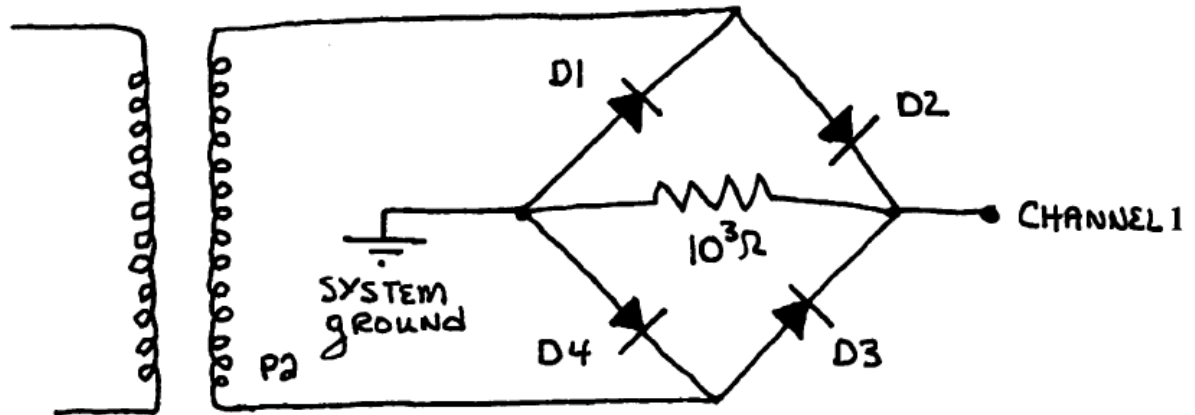 D1
D2
CHANNEL 1
10³Ω
SYSTEM
gROUND
D4
D3
P2